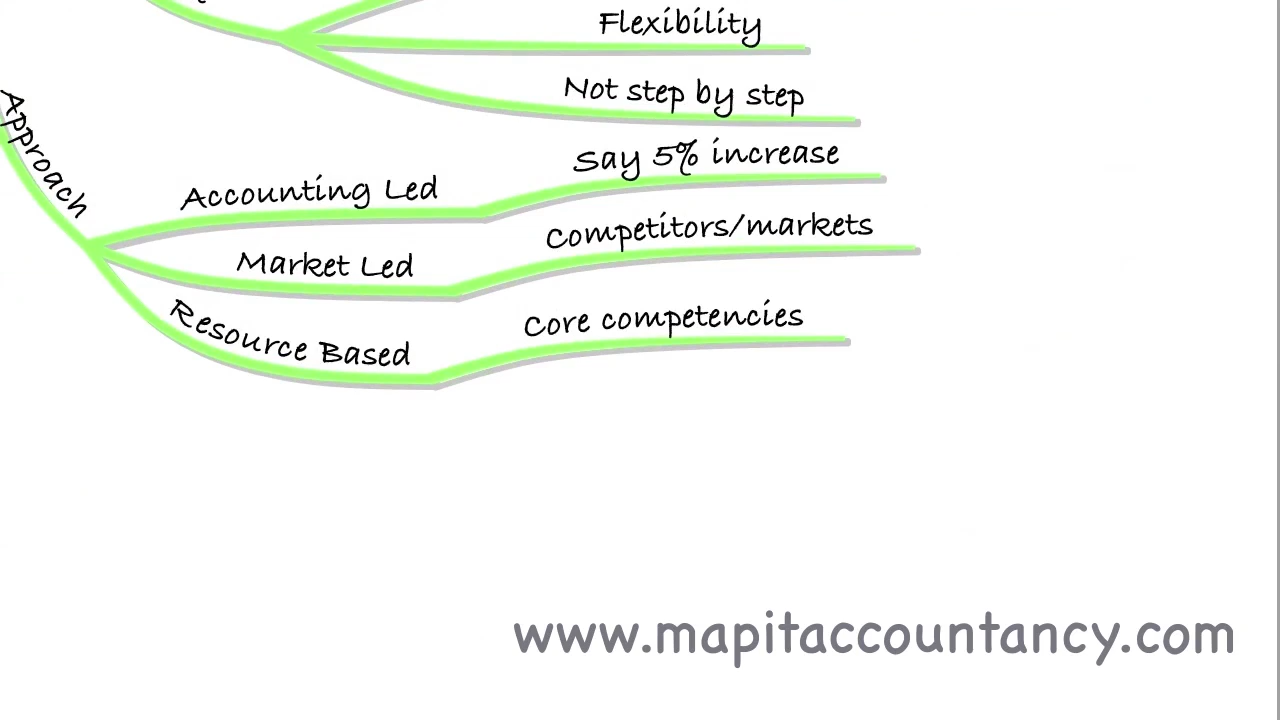 Flexibility
Not step by step
Approach
Accounting Led
Say 5% increase
Market Led
Competitors/markets
Resource Based
Core competencies
www.mapitaccountancy.com